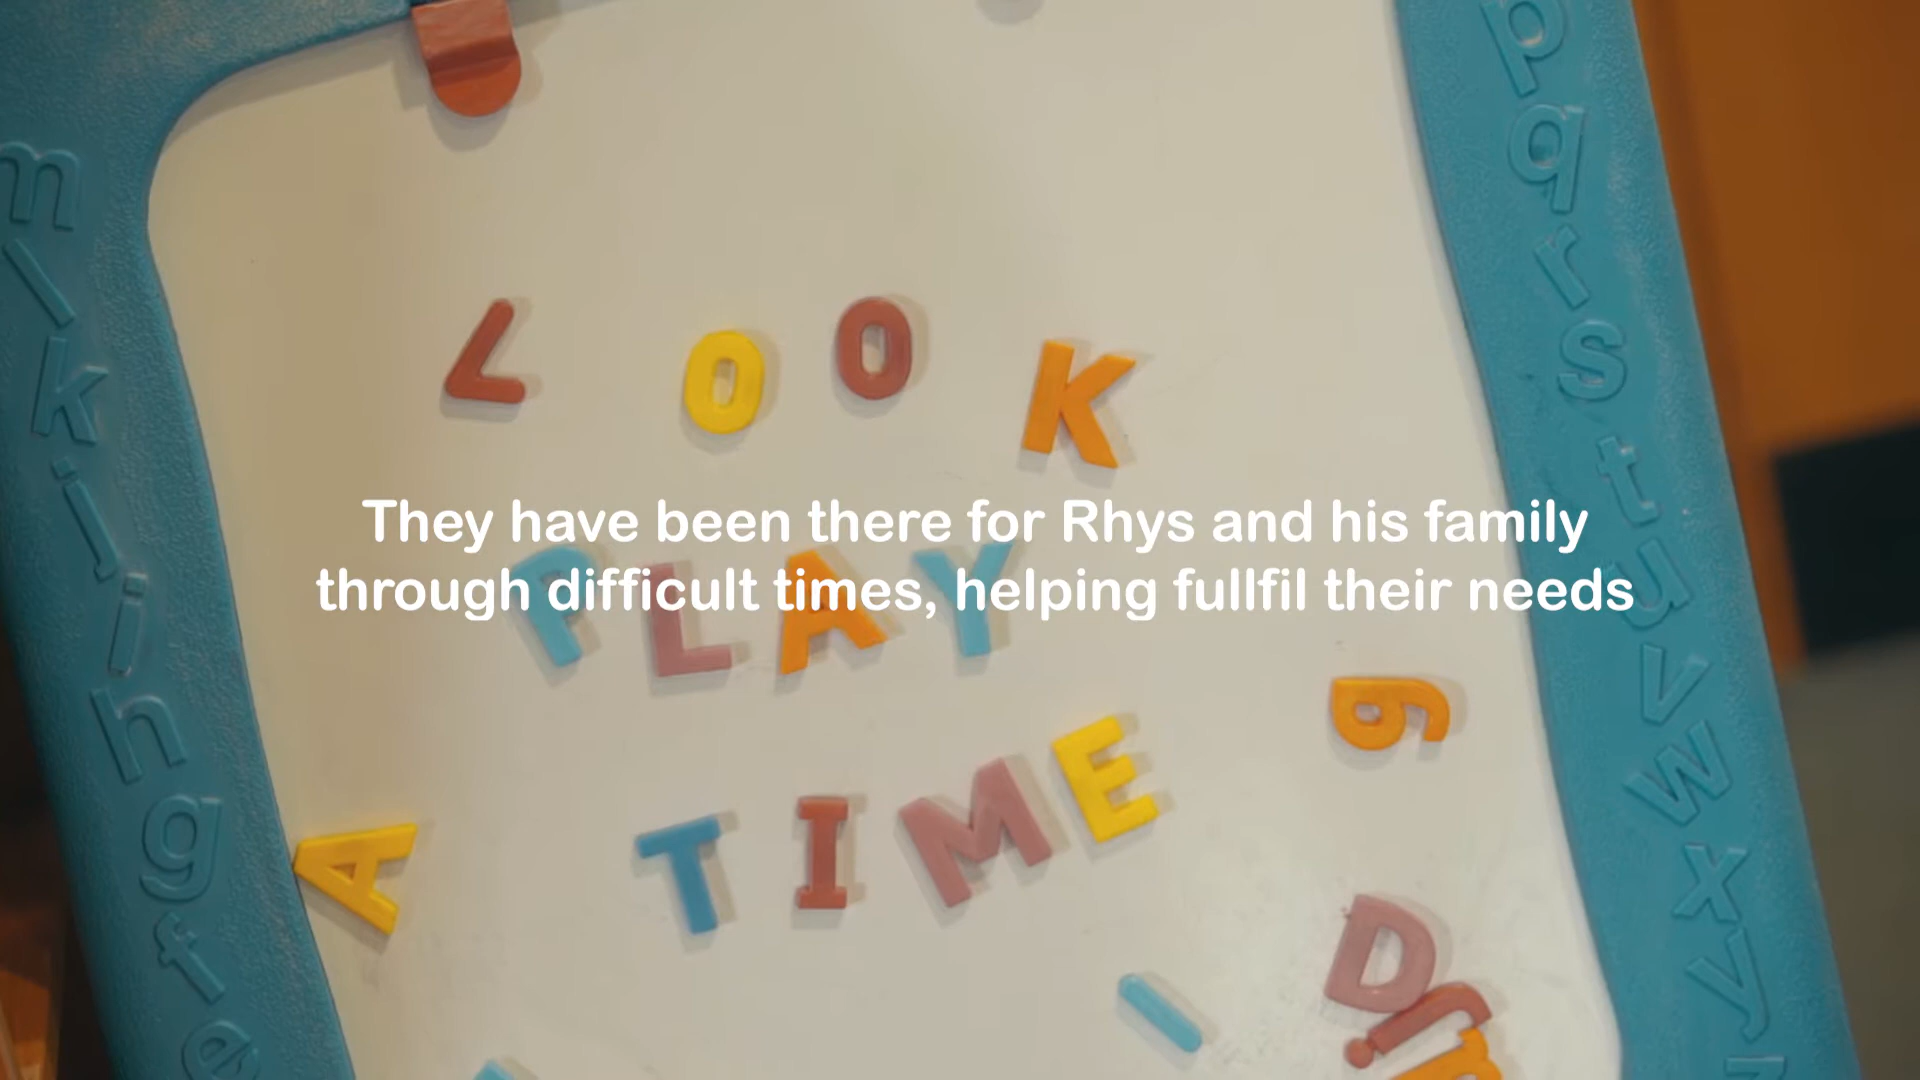 LOOK
They have been there for Rhys and his family
through difficult times, helping fullfil their needs
PLAY
TIME
A
g
D
m
l
k
j
i
h
g
f
e
p
q
r
s
t
u
v
w
x
y